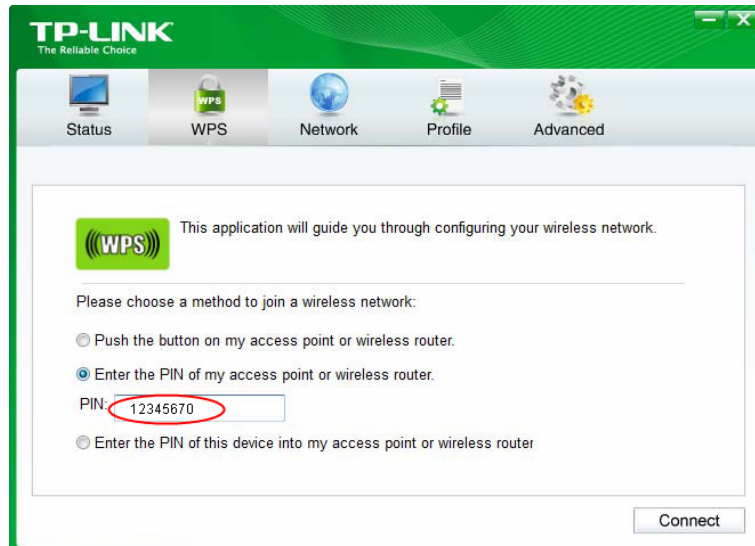 TP-LINK
The Reliable Choice
WPS
Status WPS Network Profile Advanced
(((WPS))) This application will guide you through configuring your wireless network.
Please choose a method to join a wireless network:
Push the button on my access point or wireless router.
Enter the PIN of my access point or wireless router.
PIN: 12345670
Enter the PIN of this device into my access point or wireless router
Connect